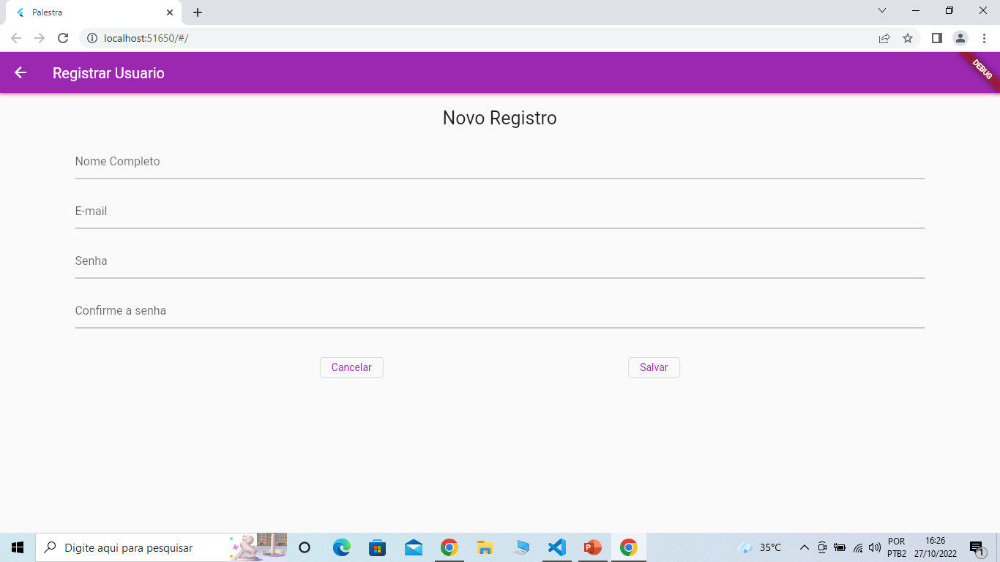 Palestra
localhost:51650/#/
Registrar Usuario
DEBUG
Novo Registro
Nome Completo
E-mail
Senha
Confirme a senha
Cancelar
Salvar
Digite aqui para pesquisar
35°C
POR
PTB2
16:26
27/10/2022
1